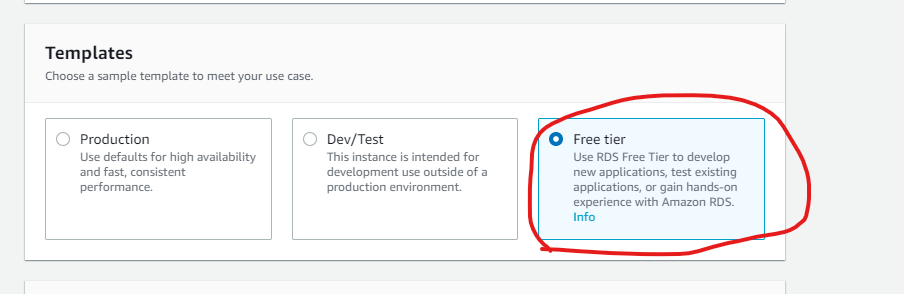 Templates
Choose a sample template to meet your use case.
Production
Use defaults for high availability
and fast, consistent
performance.
Dev/Test
This instance is intended for
development use outside of a
production environment.
Free tier
Use RDS Free Tier to develop
new applications, test existing
applications, or gain hands-on
experience with Amazon RDS.
Info